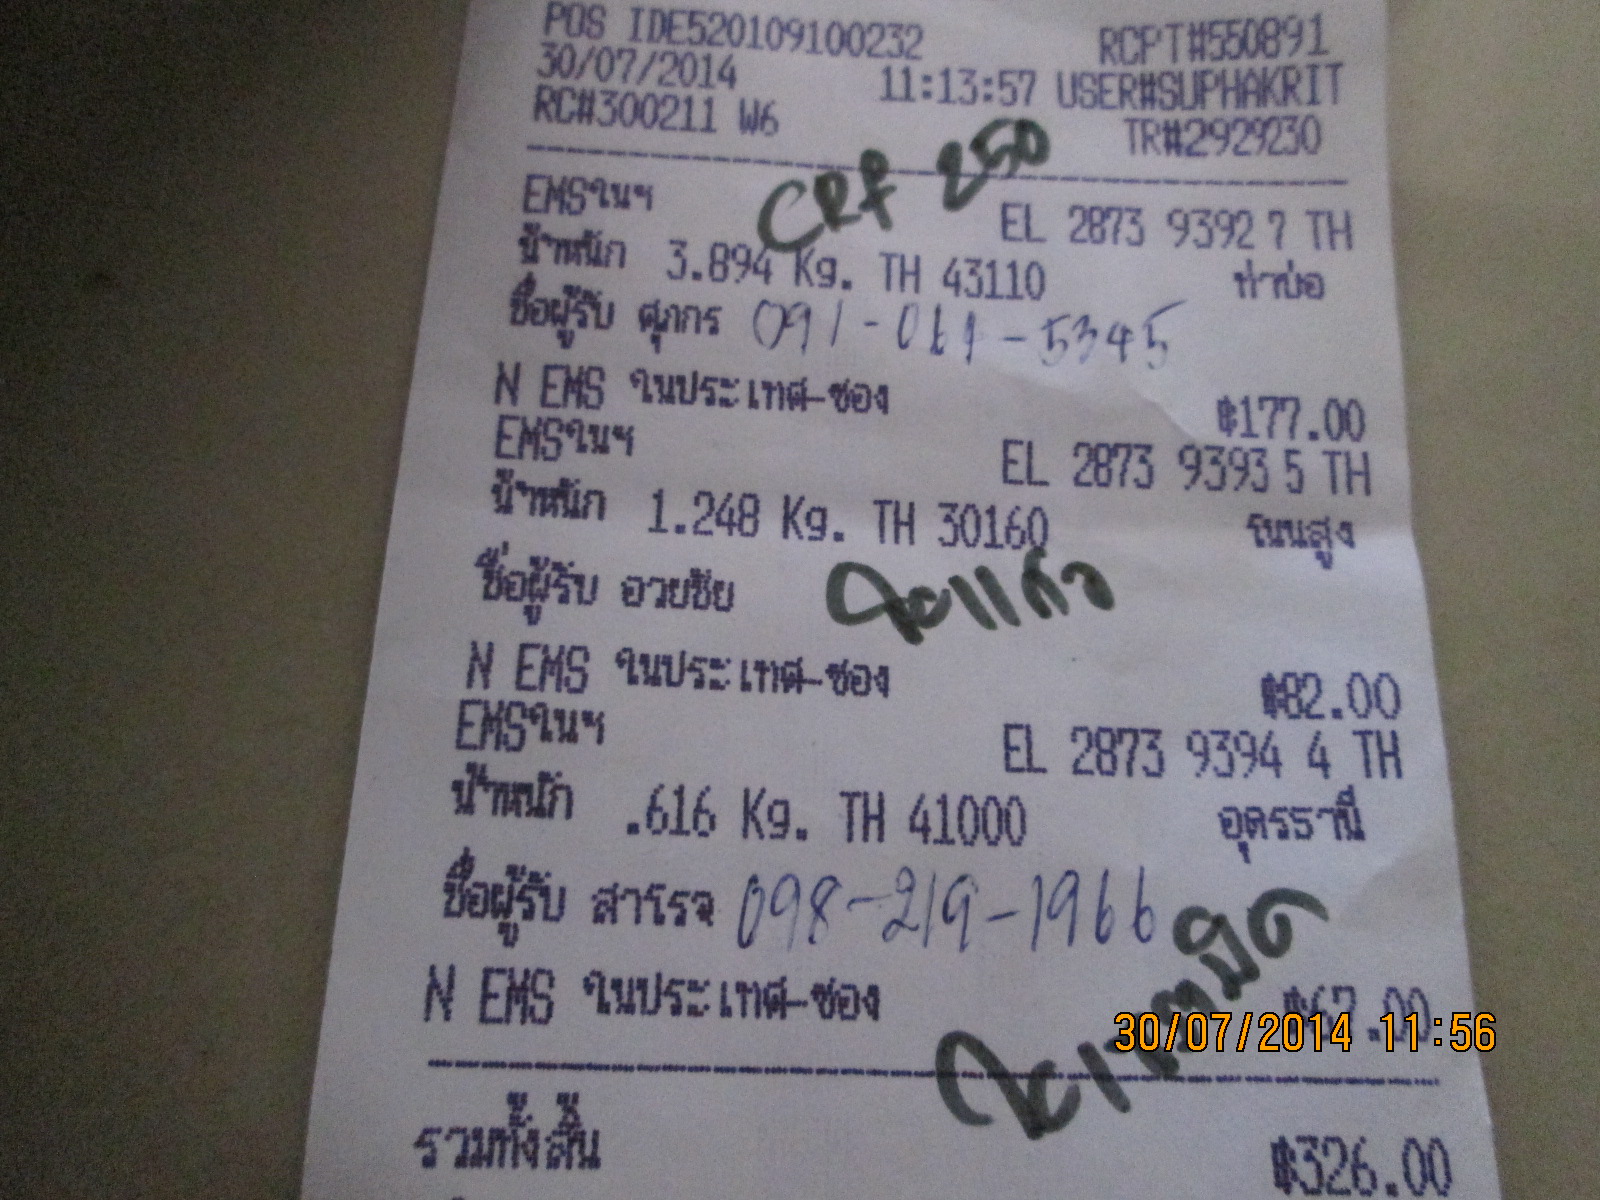 POS IDE520109100232 RCPT#550891
30/07/2014 11:13:57 USER#SUPHAKRIT
RC#300211 W6 TR#2929230
CRF 250
EMSในฯ EL 2873 9392 7 TH
น้ำหนัก 3.894 Kg. TH 43110 ท่าบ่อ
ชื่อผู้รับ ศุภกร 091-061-5345
N EMS ในประเทศ-ซอง ฿177.00
EMSในฯ EL 2873 9393 5 TH
น้ำหนัก 1.248 Kg. TH 30160 โนนสูง
ชื่อผู้รับ อวยชัย
N EMS ในประเทศ-ซอง ฿82.00
EMSในฯ EL 2873 9394 4 TH
น้ำหนัก .616 Kg. TH 41000 อุดรธานี
ชื่อผู้รับ สาโรจ 098-219-1966
N EMS ในประเทศ-ซอง ฿67.00
30/07/2014 11:56
รวมทั้งสิ้น ฿326.00